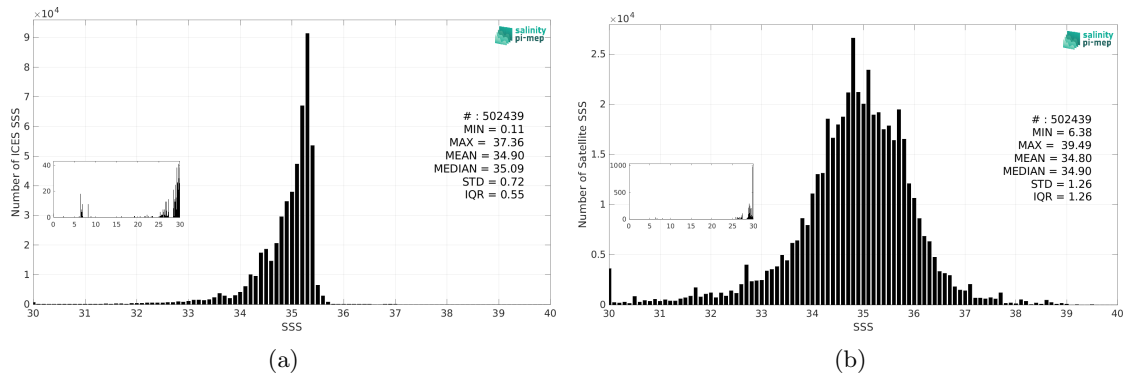 ×10⁴
9
8
7
6
5
4
3
2
1
0
Number of ICES SSS
salinity
pi-mep
# : 502439
MIN = 0.11
MAX = 37.36
MEAN = 34.90
MEDIAN = 35.09
STD = 0.72
IQR = 0.55
40
20
0
0 5 10 15 20 25 30
30 31 32 33 34 35 36 37 38 39 40
SSS
(a)
×10⁴
2.5
2
1.5
1
0.5
0
Number of Satellite SSS
salinity
pi-mep
# : 502439
MIN = 6.38
MAX = 39.49
MEAN = 34.80
MEDIAN = 34.90
STD = 1.26
IQR = 1.26
1000
500
0
0 5 10 15 20 25 30
30 31 32 33 34 35 36 37 38 39 40
SSS
(b)